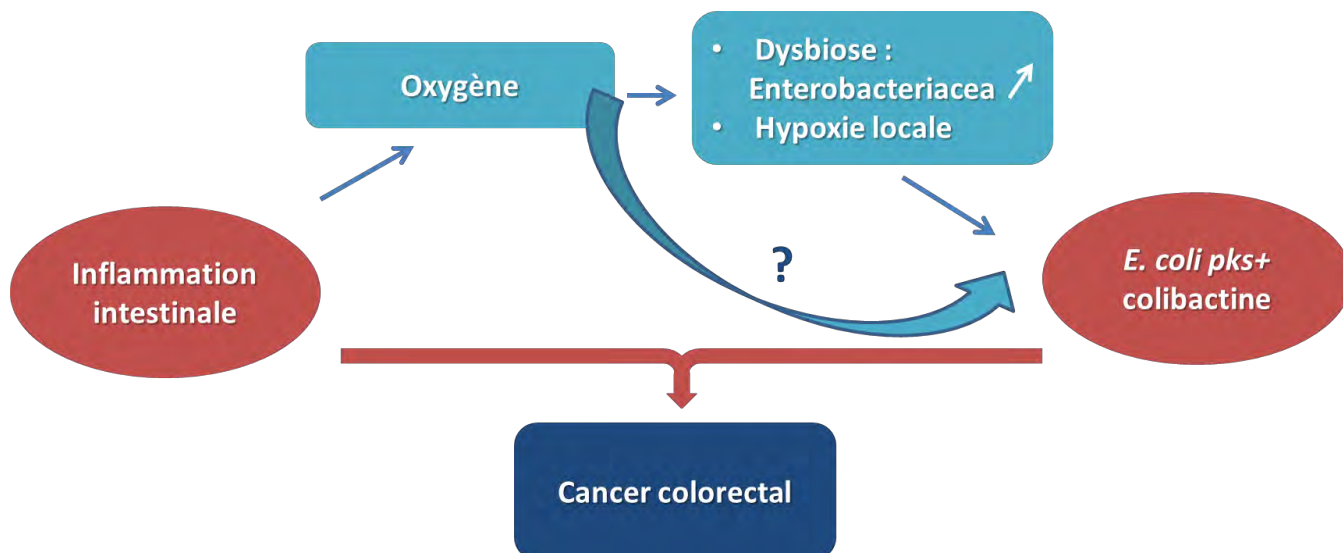 Oxygène
• Dysbiose :
Enterobacteriacea
• Hypoxie locale
Inflammation
intestinale
?
E. coli pks+
colibactine
Cancer colorectal